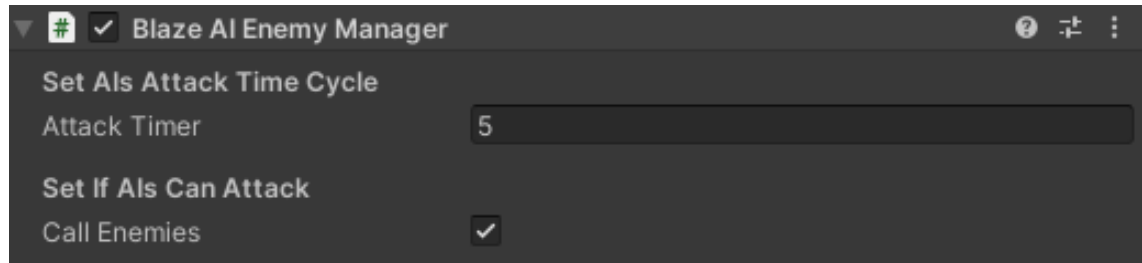 # Blaze AI Enemy Manager
Set AIs Attack Time Cycle
Attack Timer 5
Set If AIs Can Attack
Call Enemies